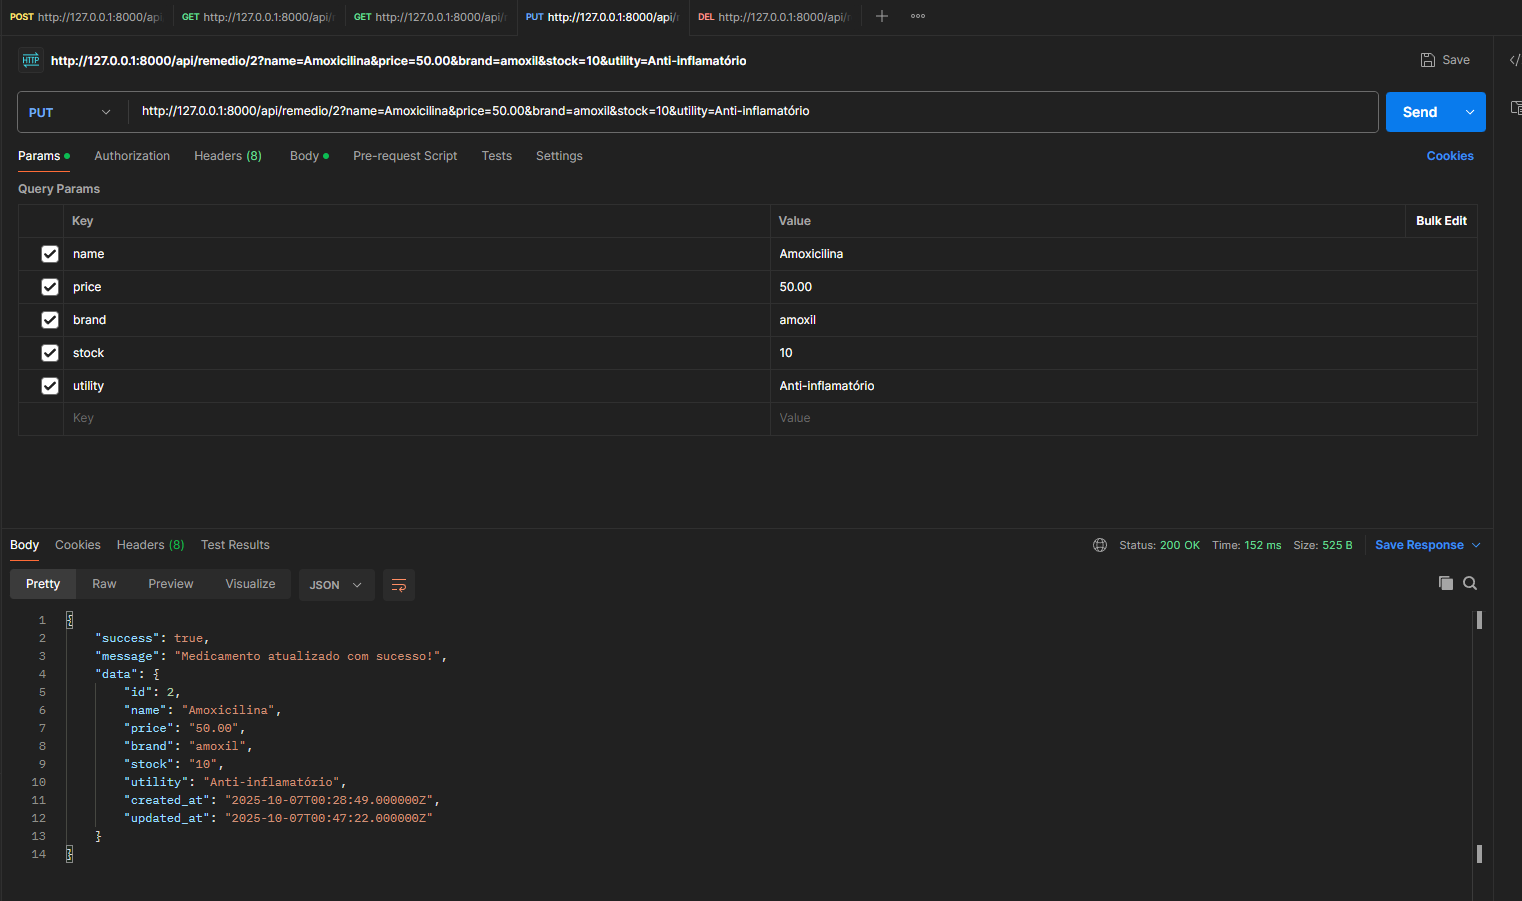 POST http://127.0.0.1:8000/api GET http://127.0.0.1:8000/api/ GET http://127.0.0.1:8000/api/ PUT http://127.0.0.1:8000/api/ DEL http://127.0.0.1:8000/api/
HTTP http://127.0.0.1:8000/api/remedio/2?name=Amoxicilina&price=50.00&brand=amoxil&stock=10&utility=Anti-inflamatório Save
PUT http://127.0.0.1:8000/api/remedio/2?name=Amoxicilina&price=50.00&brand=amoxil&stock=10&utility=Anti-inflamatório Send
Params Authorization Headers (8) Body Pre-request Script Tests Settings Cookies
Query Params
Key Value Bulk Edit
name Amoxicilina
price 50.00
brand amoxil
stock 10
utility Anti-inflamatório
Key Value
Body Cookies Headers (8) Test Results Status: 200 OK Time: 152 ms Size: 525 B Save Response
Pretty Raw Preview Visualize JSON
1 {
2 "success": true,
3 "message": "Medicamento atualizado com sucesso!",
4 "data": {
5 "id": 2,
6 "name": "Amoxicilina",
7 "price": "50.00",
8 "brand": "amoxil",
9 "stock": "10",
10 "utility": "Anti-inflamatório",
11 "created_at": "2025-10-07T00:28:49.000000Z",
12 "updated_at": "2025-10-07T00:47:22.000000Z"
13 }
14 }